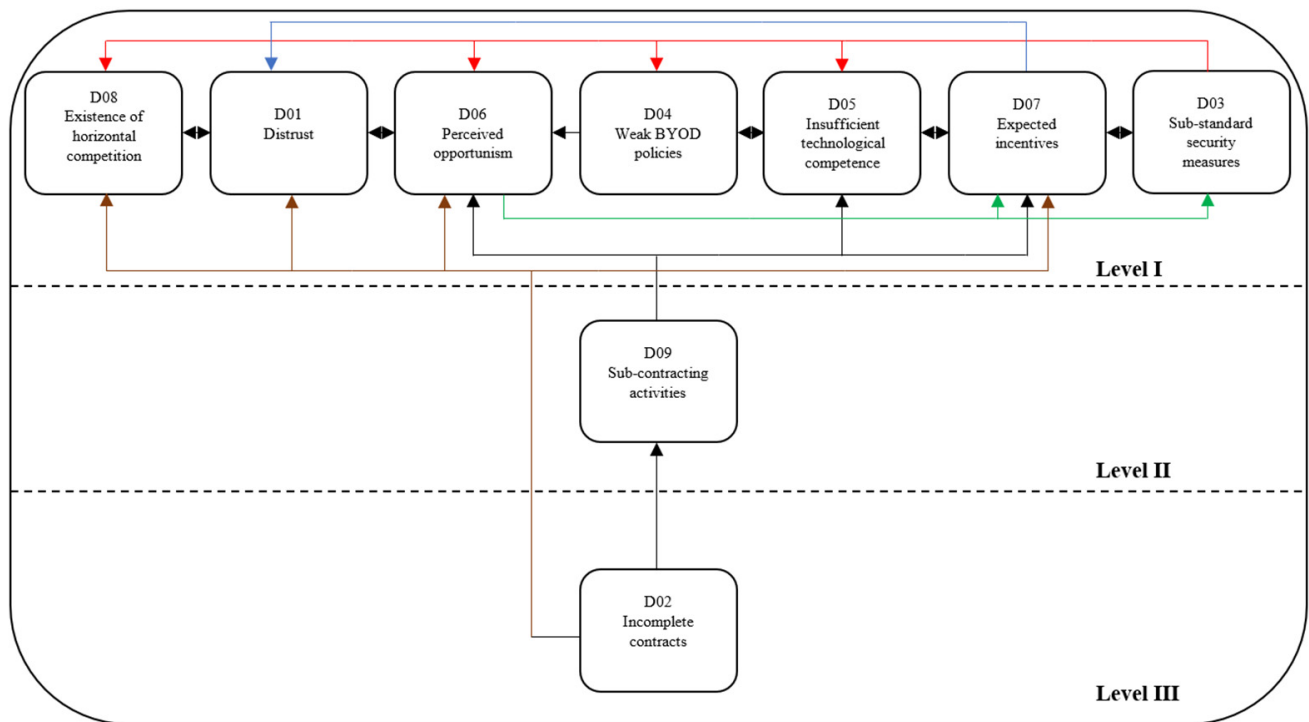 D08
Existence of
horizontal
competition
D01
Distrust
D06
Perceived
opportunism
D04
Weak BYOD
policies
D05
Insufficient
technological
competence
D07
Expected
incentives
D03
Sub-standard
security
measures
Level I
D09
Sub-contracting
activities
Level II
D02
Incomplete
contracts
Level III